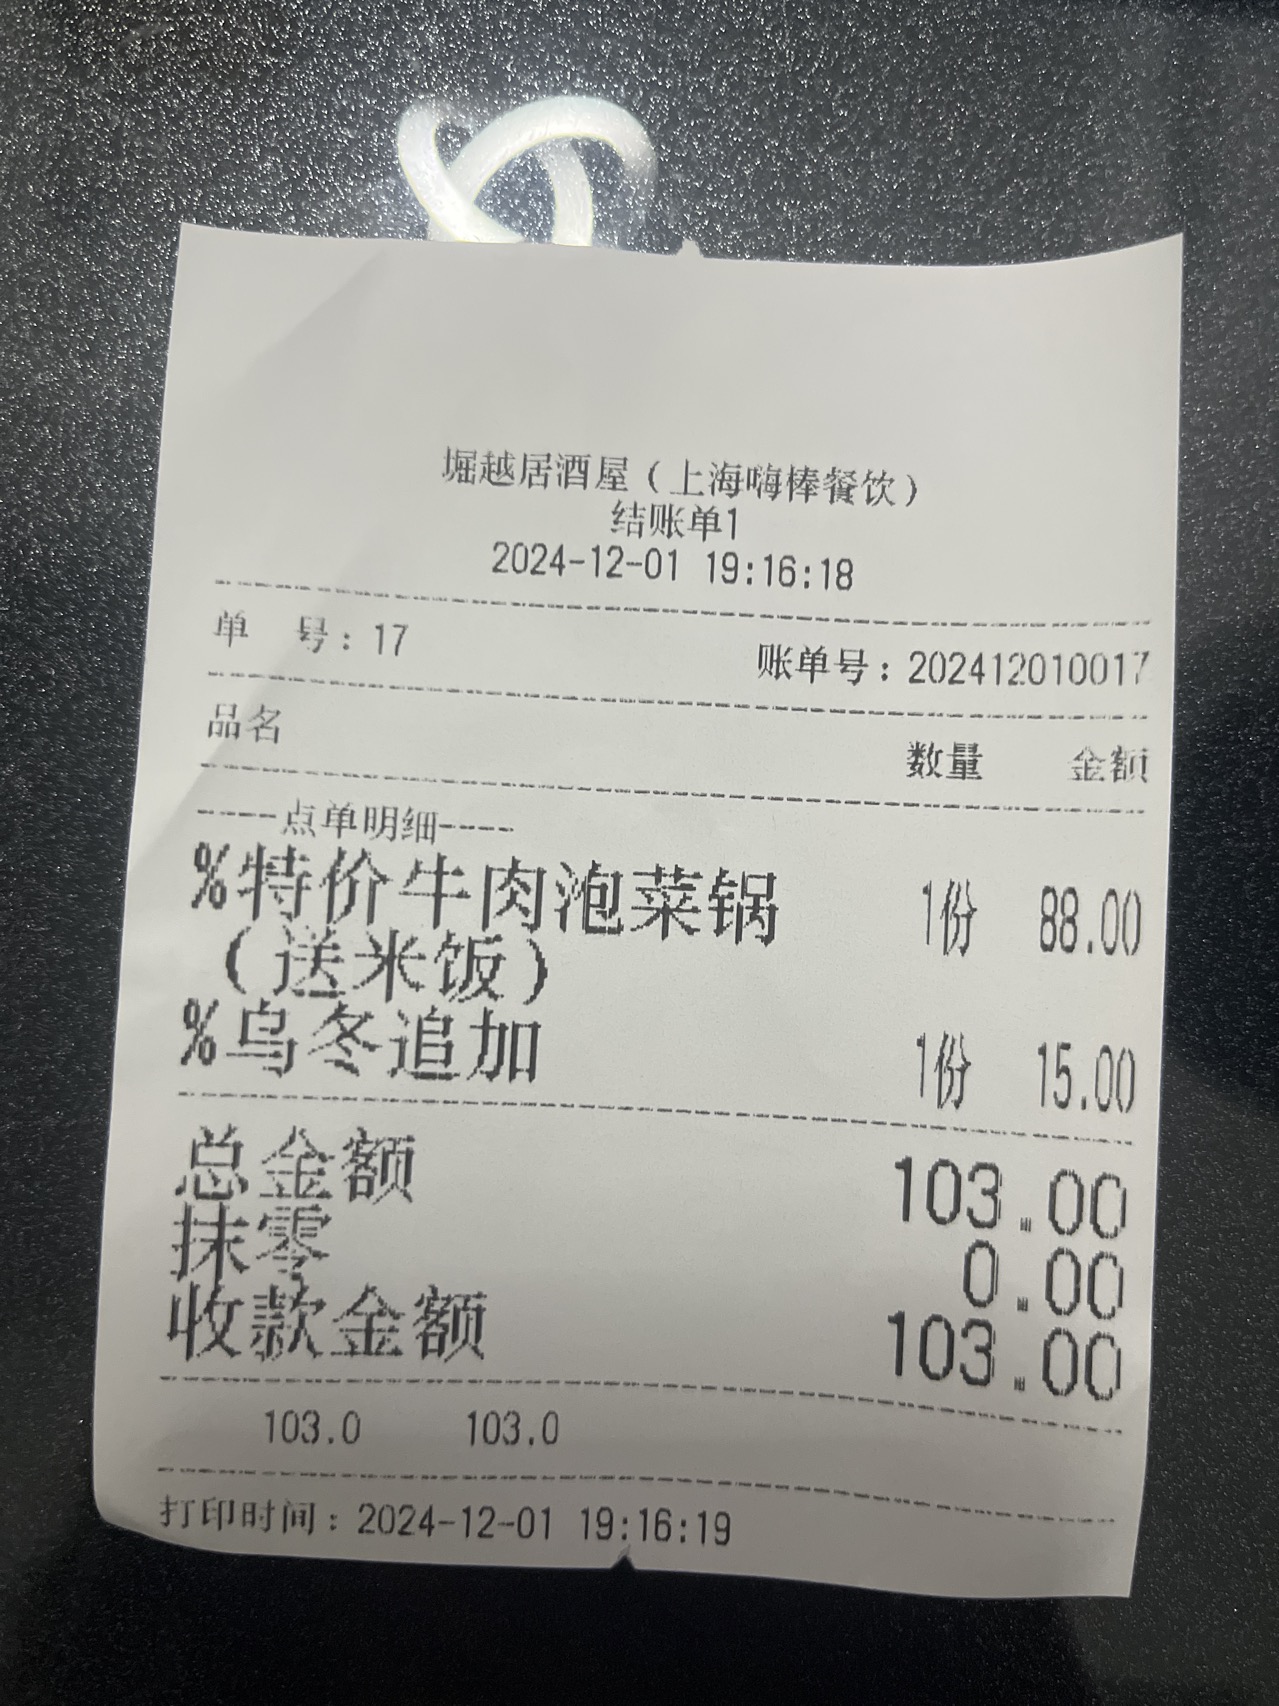 堀越居酒屋（上海嗨棒餐饮）
结账单1
2024-12-01 19:16:18
单 号：17 账单号：202412010017
品名 数量 金额
-----点单明细-----
%特价牛肉泡菜锅 1份 88.00
（送米饭）
%乌冬追加 1份 15.00
总金额 103.00
抹零 0.00
收款金额 103.00
103.0 103.0
打印时间：2024-12-01 19:16:19